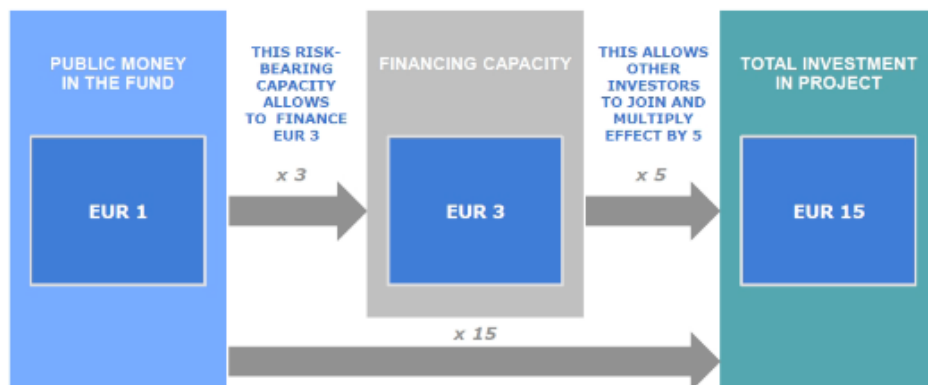 PUBLIC MONEY
IN THE FUND
EUR 1
THIS RISK-
BEARING
CAPACITY
ALLOWS
TO FINANCE
EUR 3
x 3
FINANCING CAPACITY
EUR 3
THIS ALLOWS
OTHER
INVESTORS
TO JOIN AND
MULTIPLY
EFFECT BY 5
x 5
TOTAL INVESTMENT
IN PROJECT
EUR 15
x 15